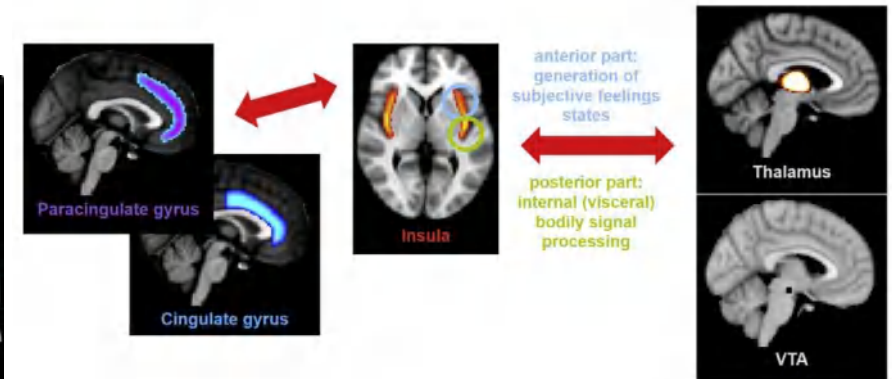 Paracingulate gyrus
Cingulate gyrus
Insula
anterior part:
generation of
subjective feelings
states
posterior part:
internal (visceral)
bodily signal
processing
Thalamus
VTA